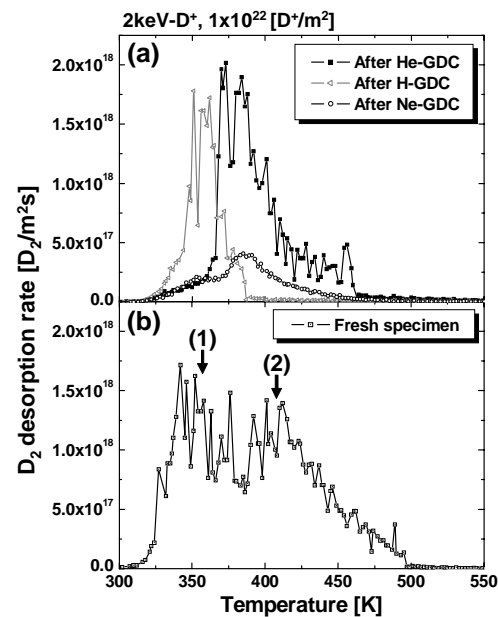 2keV-D⁺, 1x10²² [D⁺/m²]
(a)
After He-GDC
After H-GDC
After Ne-GDC
2.0x10¹⁸
1.5x10¹⁸
1.0x10¹⁸
5.0x10¹⁷
0.0
D₂ desorption rate [D₂/m²s]
(b)
Fresh specimen
(1)
(2)
2.0x10¹⁸
1.5x10¹⁸
1.0x10¹⁸
5.0x10¹⁷
0.0
300 350 400 450 500 550
Temperature [K]